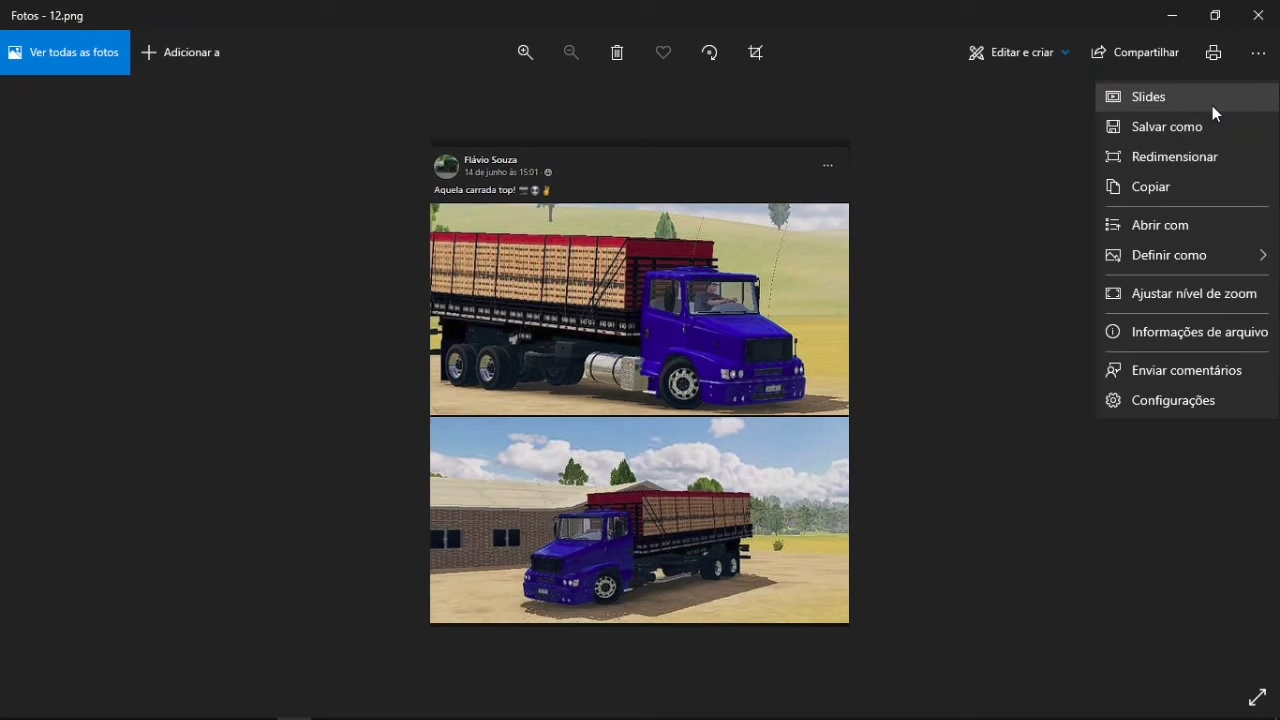 Fotos - 12.png
Ver todas as fotos
Adicionar a
Editar e criar
Compartilhar
Slides
Salvar como
Redimensionar
Copiar
Abrir com
Definir como
Ajustar nível de zoom
Informações de arquivo
Enviar comentários
Configurações
Flávio Souza
14 de junho às 15:01 ·
Aquela carrada top!